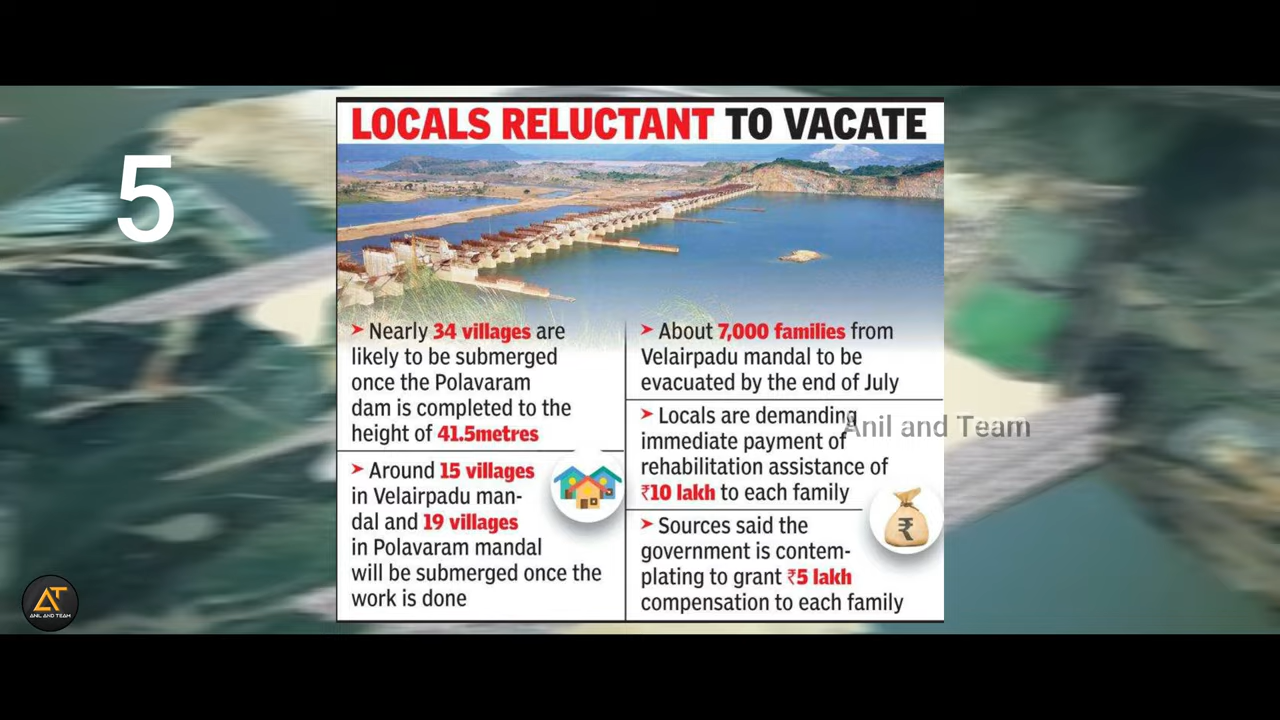 5
LOCALS RELUCTANT TO VACATE
➤ Nearly 34 villages are
likely to be submerged
once the Polavaram
dam is completed to the
height of 41.5metres
➤ Around 15 villages
in Velairpadu man-
dal and 19 villages
in Polavaram mandal
will be submerged once the
work is done
➤ About 7,000 families from
Velairpadu mandal to be
evacuated by the end of July
➤ Locals are demanding
immediate payment of
rehabilitation assistance of
₹10 lakh to each family
➤ Sources said the
government is contem-
plating to grant ₹5 lakh
compensation to each family
₹
Anil and Team
AT
ANIL AND TEAM